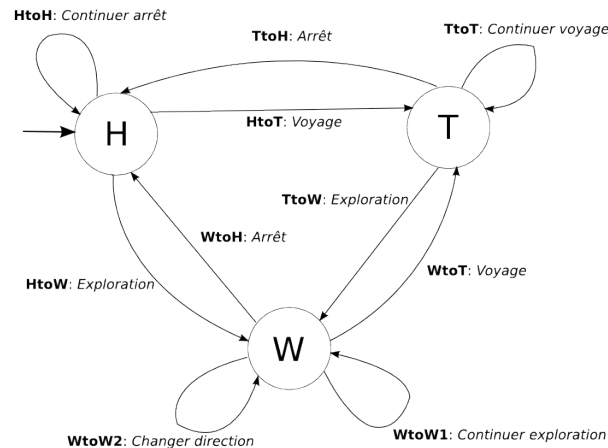 HtoH: Continuer arrêt
TtoT: Continuer voyage
TtoH: Arrêt
H
T
HtoT: Voyage
TtoW: Exploration
WtoH: Arrêt
WtoT: Voyage
HtoW: Exploration
W
WtoW2: Changer direction
WtoW1: Continuer exploration